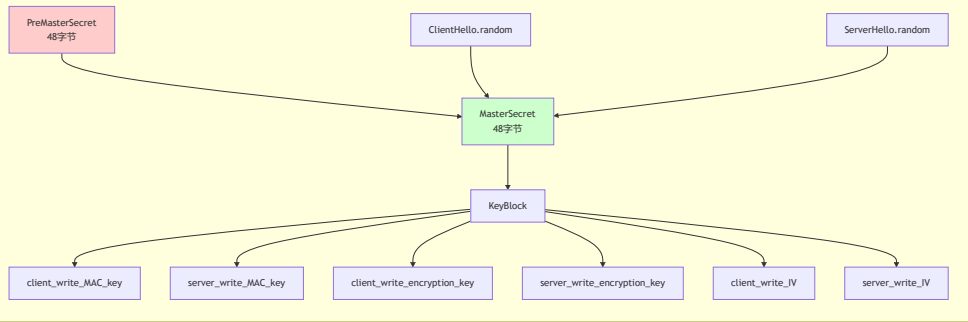 PreMasterSecret
48字节
ClientHello.random
ServerHello.random
MasterSecret
48字节
KeyBlock
client_write_MAC_key
server_write_MAC_key
client_write_encryption_key
server_write_encryption_key
client_write_IV
server_write_IV